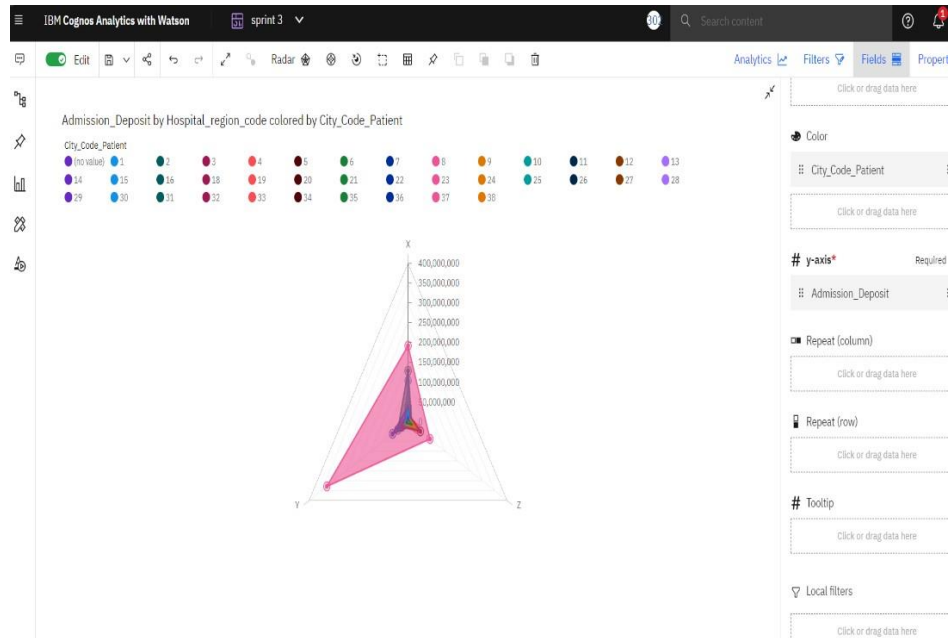 IBM Cognos Analytics with Watson
sprint 3
Search content
1
Edit
Radar
Analytics
Filters
Fields
Propert
Click or drag data here
Admission_Deposit by Hospital_region_code colored by City_Code_Patient
City_Code_Patient
(no value) 1 2 3 4 5 6 7 8 9 10 11 12 13
14 15 16 18 19 20 21 22 23 24 25 26 27 28
29 30 31 32 33 34 35 36 37 38
X
400,000,000
350,000,000
300,000,000
250,000,000
200,000,000
150,000,000
100,000,000
50,000,000
Y
Z
Color
City_Code_Patient
Click or drag data here
# y-axis*
Required
Admission_Deposit
Repeat (column)
Click or drag data here
Repeat (row)
Click or drag data here
# Tooltip
Click or drag data here
Local filters
Click or drag data here